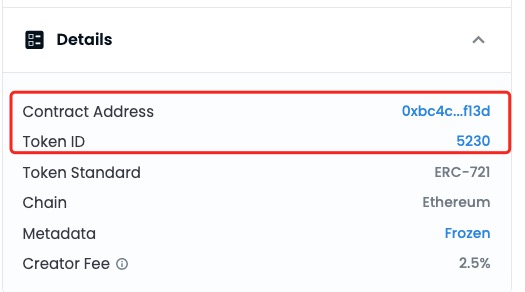 Details
Contract Address 0xbc4c...f13d
Token ID 5230
Token Standard ERC-721
Chain Ethereum
Metadata Frozen
Creator Fee 2.5%